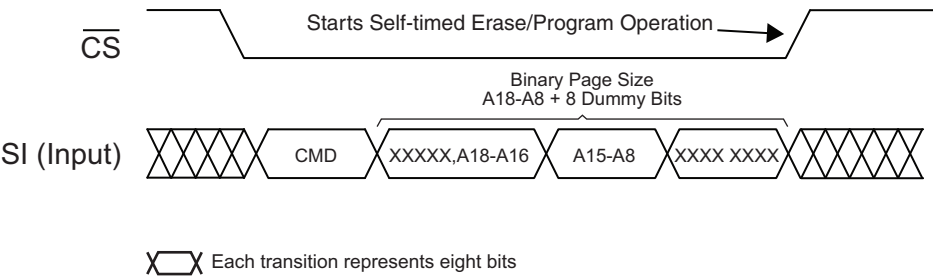 Starts Self-timed Erase/Program Operation
CS
Binary Page Size
A18-A8 + 8 Dummy Bits
SI (Input)
CMD
XXXXX,A18-A16
A15-A8
XXXX XXXX
Each transition represents eight bits